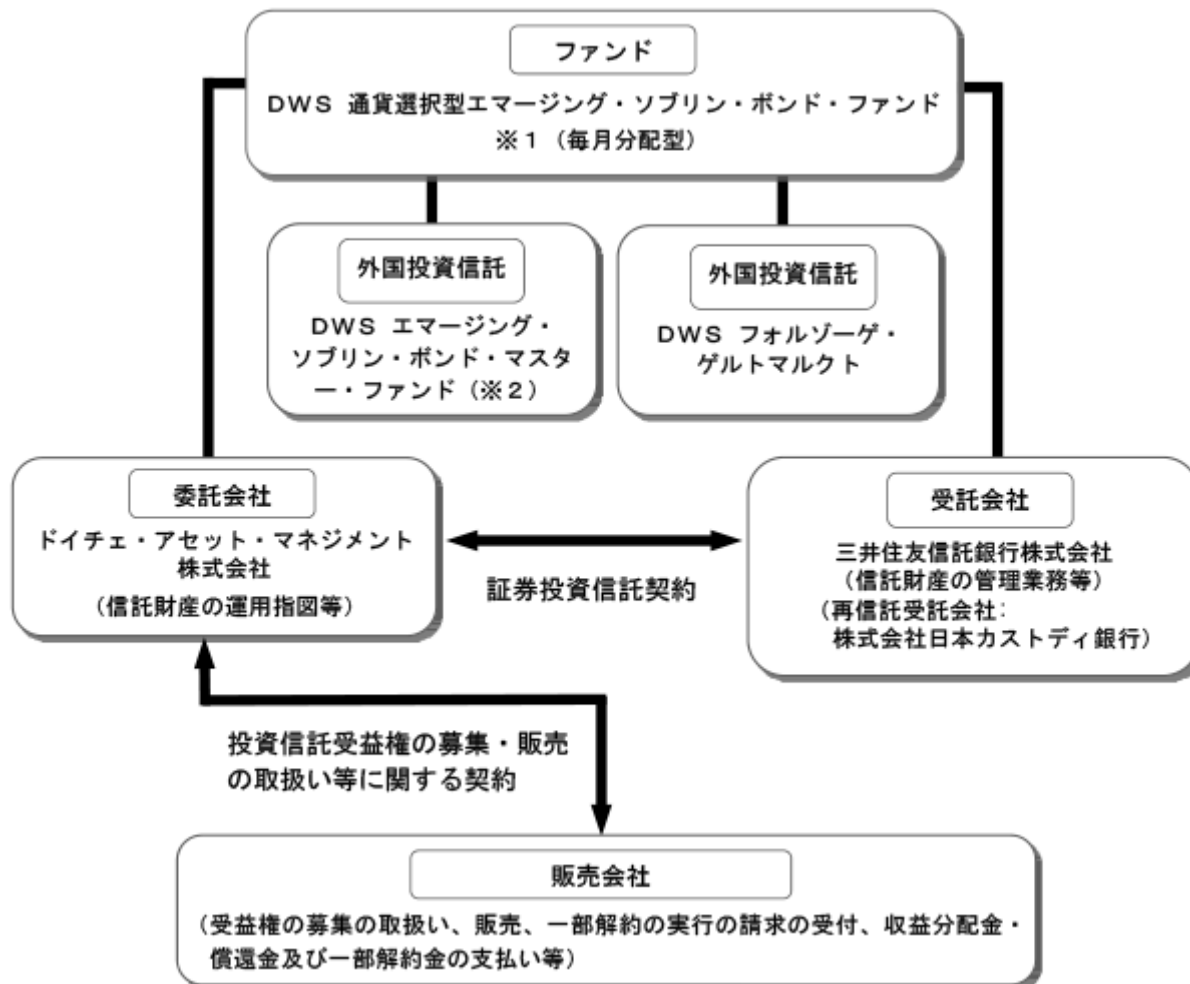 ファンド
DWS 通貨選択型エマージング・ソブリン・ボンド・ファンド
※1（毎月分配型）
外国投資信託
DWS エマージング・
ソブリン・ボンド・マスタ
ー・ファンド（※2）
外国投資信託
DWS フォルゾーゲ・
ゲルトマルクト
委託会社
ドイチェ・アセット・マネジメント
株式会社
（信託財産の運用指図等）
証券投資信託契約
受託会社
三井住友信託銀行株式会社
（信託財産の管理業務等）
（再信託受託会社：
株式会社日本カストディ銀行）
投資信託受益権の募集・販売
の取扱い等に関する契約
販売会社
（受益権の募集の取扱い、販売、一部解約の実行の請求の受付、収益分配金・
償還金及び一部解約金の支払い等）